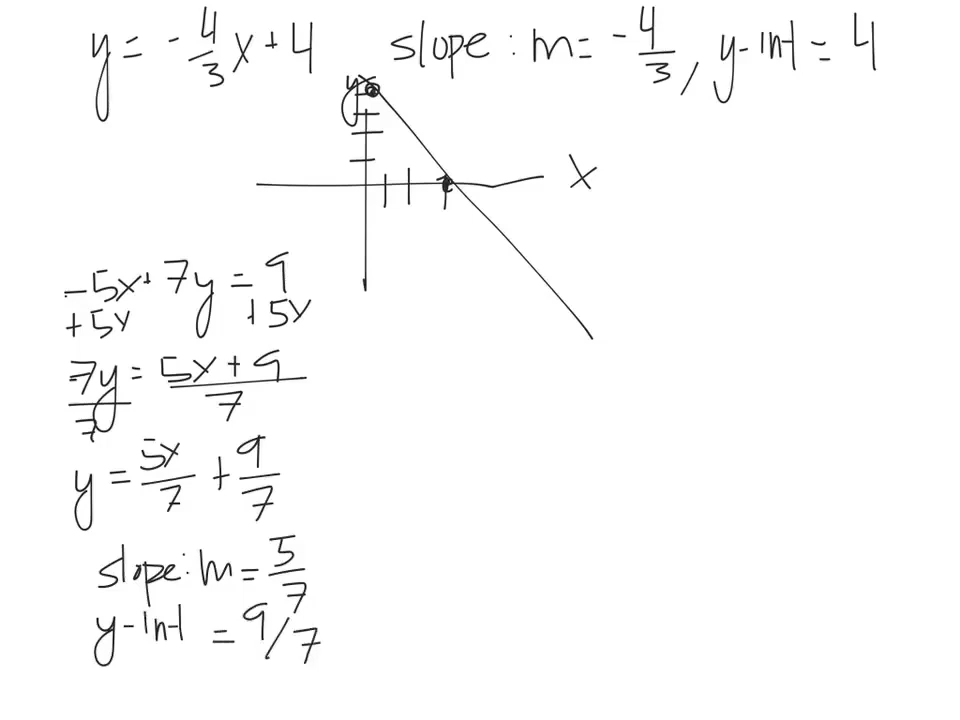 y = -4/3 x + 4 slope: m = -4/3, y-int = 4
y
x
-5x + 7y = 9
+5x +5x
7y/7 = 5x + 9/7
y = 5x/7 + 9/7
slope: m = 5/7
y-int = 9/7